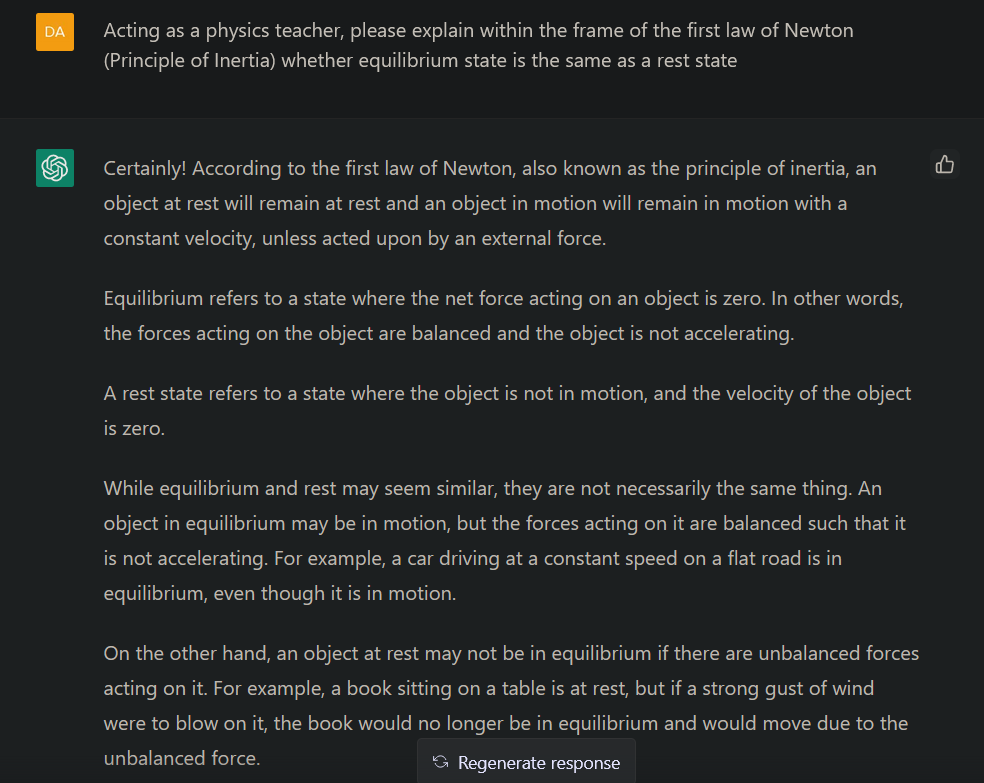 DA
Acting as a physics teacher, please explain within the frame of the first law of Newton
(Principle of Inertia) whether equilibrium state is the same as a rest state
Certainly! According to the first law of Newton, also known as the principle of inertia, an
object at rest will remain at rest and an object in motion will remain in motion with a
constant velocity, unless acted upon by an external force.
Equilibrium refers to a state where the net force acting on an object is zero. In other words,
the forces acting on the object are balanced and the object is not accelerating.
A rest state refers to a state where the object is not in motion, and the velocity of the object
is zero.
While equilibrium and rest may seem similar, they are not necessarily the same thing. An
object in equilibrium may be in motion, but the forces acting on it are balanced such that it
is not accelerating. For example, a car driving at a constant speed on a flat road is in
equilibrium, even though it is in motion.
On the other hand, an object at rest may not be in equilibrium if there are unbalanced forces
acting on it. For example, a book sitting on a table is at rest, but if a strong gust of wind
were to blow on it, the book would no longer be in equilibrium and would move due to the
unbalanced force.
Regenerate response